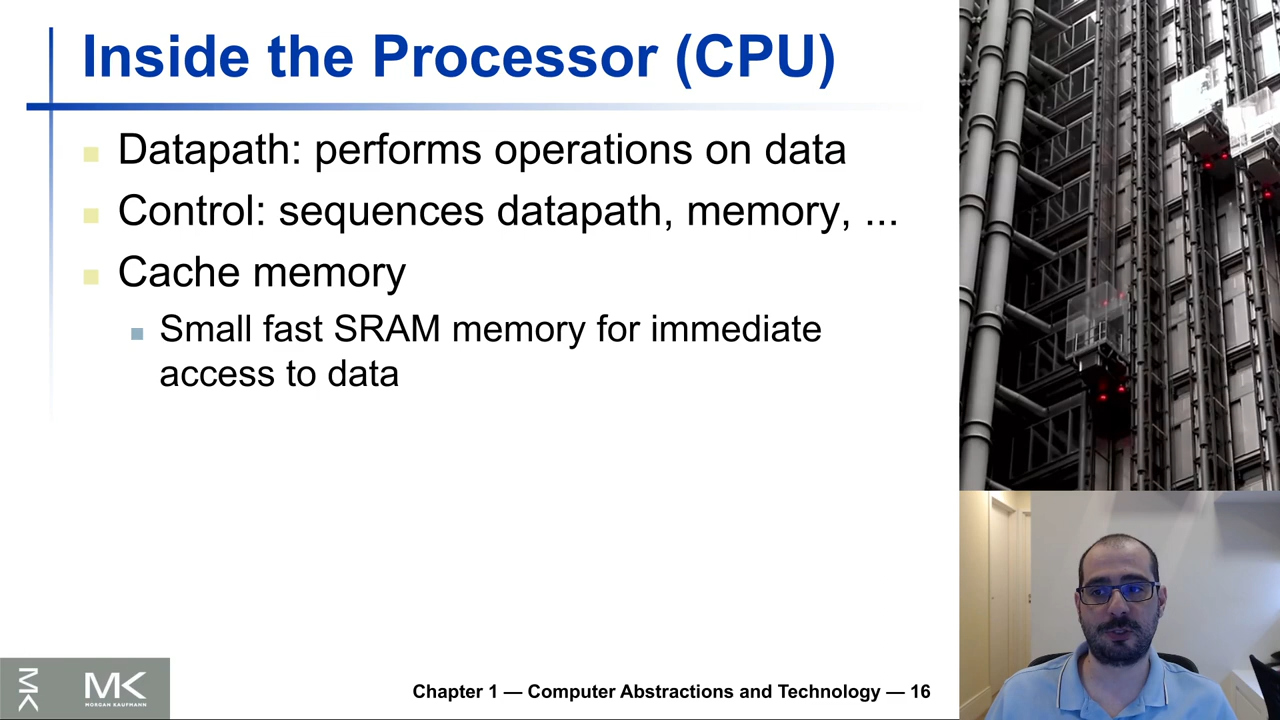 Inside the Processor (CPU)
Datapath: performs operations on data
Control: sequences datapath, memory, ...
Cache memory
Small fast SRAM memory for immediate
access to data
MK
MK
MORGAN KAUFMANN
Chapter 1 — Computer Abstractions and Technology — 16